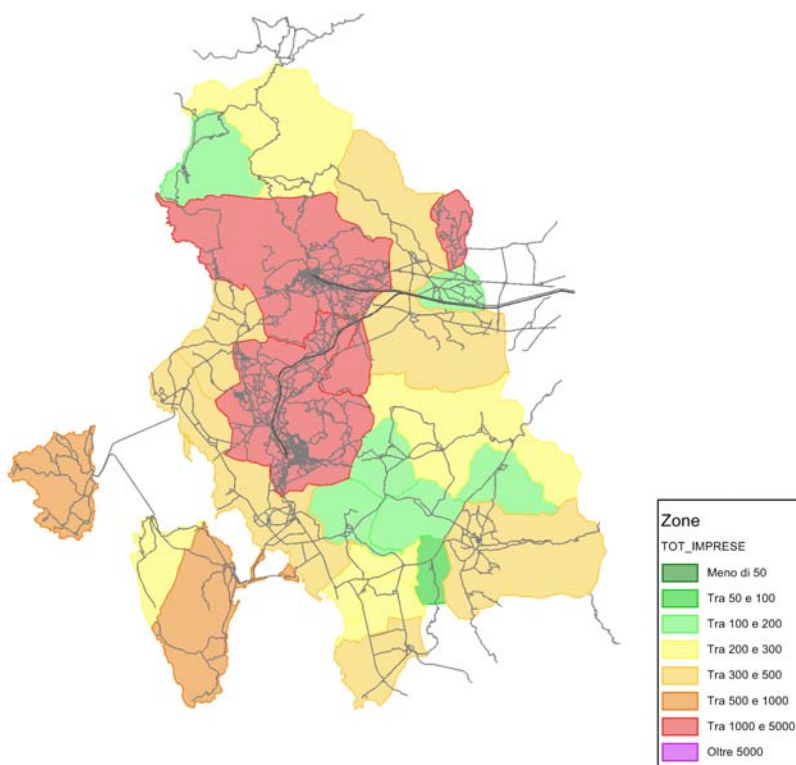 Zone
TOT_IMPRESE
Meno di 50
Tra 50 e 100
Tra 100 e 200
Tra 200 e 300
Tra 300 e 500
Tra 500 e 1000
Tra 1000 e 5000
Oltre 5000